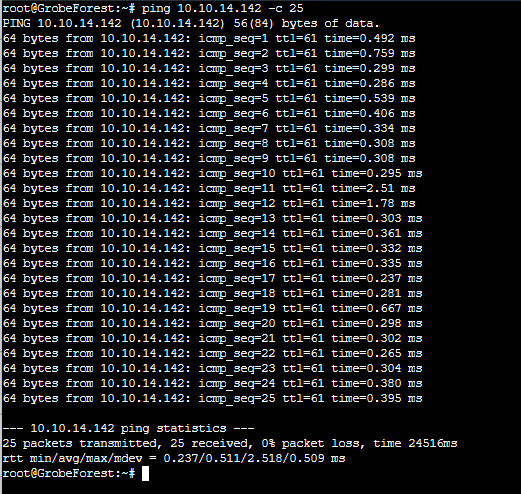 root@GrobeForest:~# ping 10.10.14.142 -c 25
PING 10.10.14.142 (10.10.14.142) 56(84) bytes of data.
64 bytes from 10.10.14.142: icmp_seq=1 ttl=61 time=0.492 ms
64 bytes from 10.10.14.142: icmp_seq=2 ttl=61 time=0.759 ms
64 bytes from 10.10.14.142: icmp_seq=3 ttl=61 time=0.299 ms
64 bytes from 10.10.14.142: icmp_seq=4 ttl=61 time=0.286 ms
64 bytes from 10.10.14.142: icmp_seq=5 ttl=61 time=0.539 ms
64 bytes from 10.10.14.142: icmp_seq=6 ttl=61 time=0.406 ms
64 bytes from 10.10.14.142: icmp_seq=7 ttl=61 time=0.334 ms
64 bytes from 10.10.14.142: icmp_seq=8 ttl=61 time=0.308 ms
64 bytes from 10.10.14.142: icmp_seq=9 ttl=61 time=0.308 ms
64 bytes from 10.10.14.142: icmp_seq=10 ttl=61 time=0.295 ms
64 bytes from 10.10.14.142: icmp_seq=11 ttl=61 time=2.51 ms
64 bytes from 10.10.14.142: icmp_seq=12 ttl=61 time=1.78 ms
64 bytes from 10.10.14.142: icmp_seq=13 ttl=61 time=0.303 ms
64 bytes from 10.10.14.142: icmp_seq=14 ttl=61 time=0.361 ms
64 bytes from 10.10.14.142: icmp_seq=15 ttl=61 time=0.332 ms
64 bytes from 10.10.14.142: icmp_seq=16 ttl=61 time=0.335 ms
64 bytes from 10.10.14.142: icmp_seq=17 ttl=61 time=0.237 ms
64 bytes from 10.10.14.142: icmp_seq=18 ttl=61 time=0.281 ms
64 bytes from 10.10.14.142: icmp_seq=19 ttl=61 time=0.667 ms
64 bytes from 10.10.14.142: icmp_seq=20 ttl=61 time=0.298 ms
64 bytes from 10.10.14.142: icmp_seq=21 ttl=61 time=0.302 ms
64 bytes from 10.10.14.142: icmp_seq=22 ttl=61 time=0.265 ms
64 bytes from 10.10.14.142: icmp_seq=23 ttl=61 time=0.304 ms
64 bytes from 10.10.14.142: icmp_seq=24 ttl=61 time=0.380 ms
64 bytes from 10.10.14.142: icmp_seq=25 ttl=61 time=0.395 ms

--- 10.10.14.142 ping statistics ---
25 packets transmitted, 25 received, 0% packet loss, time 24516ms
rtt min/avg/max/mdev = 0.237/0.511/2.518/0.509 ms
root@GrobeForest:~#